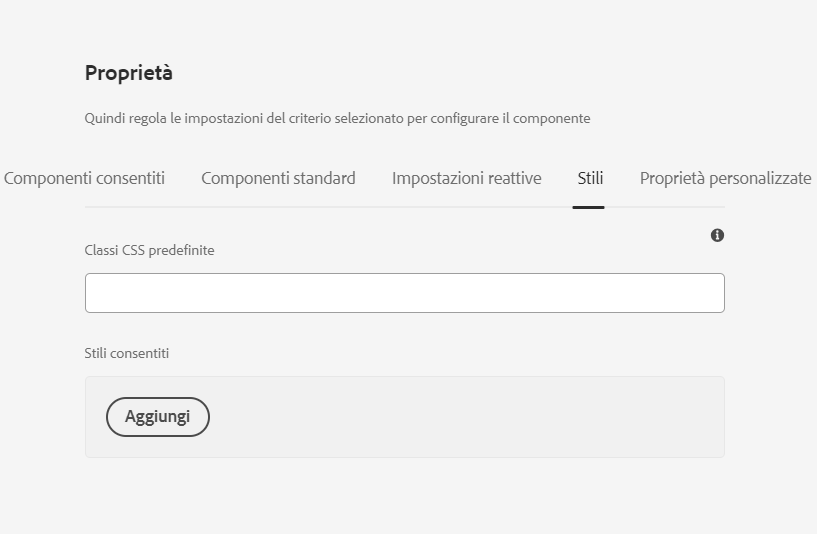 Proprietà
Quindi regola le impostazioni del criterio selezionato per configurare il componente
Componenti consentiti Componenti standard Impostazioni reattive Stili Proprietà personalizzate
Classi CSS predefinite
Stili consentiti
Aggiungi